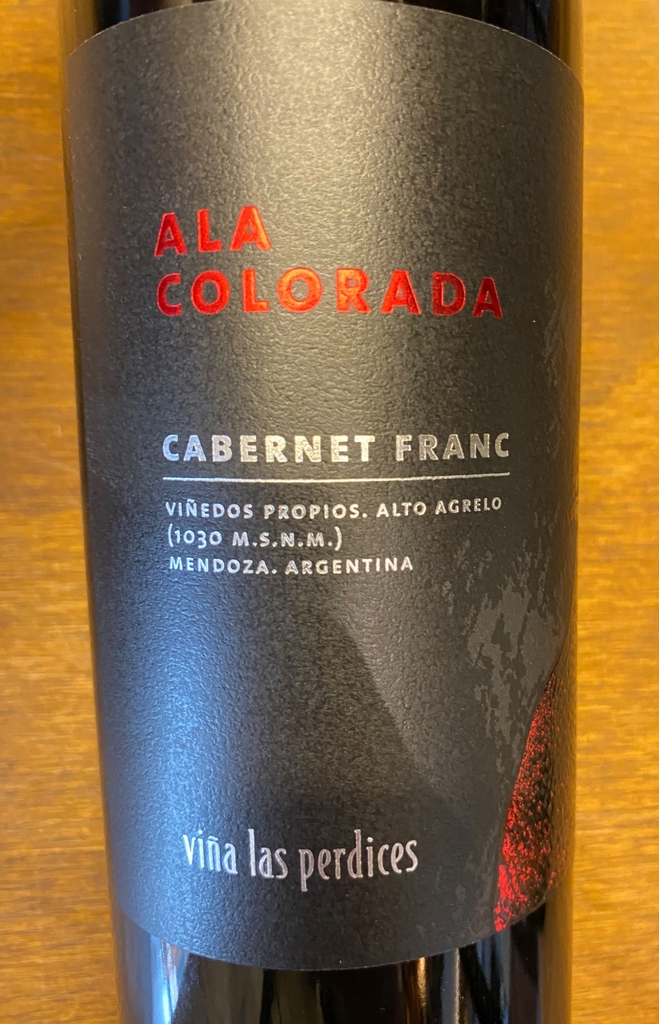 ALA
COLORADA
CABERNET FRANC
VIÑEDOS PROPIOS. ALTO AGRELO
(1030 M.S.N.M.)
MENDOZA. ARGENTINA
viña las perdices